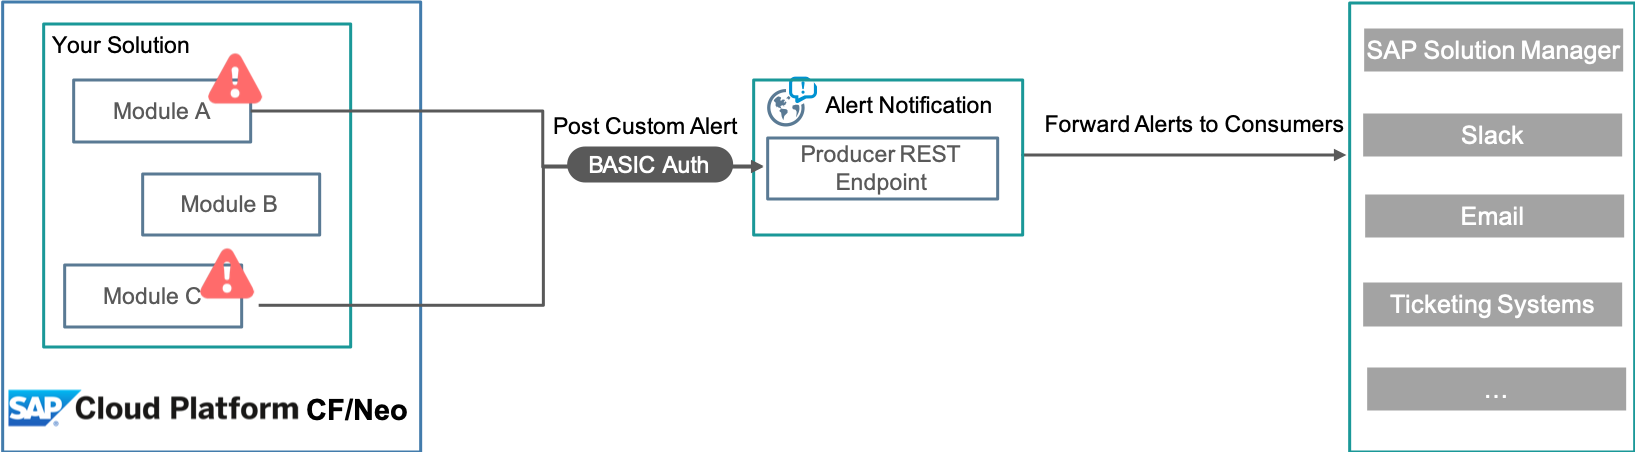 Your Solution
Module A
Module B
Module C
SAP Cloud Platform CF/Neo
Post Custom Alert
BASIC Auth
Alert Notification
Producer REST
Endpoint
Forward Alerts to Consumers
SAP Solution Manager
Slack
Email
Ticketing Systems
...